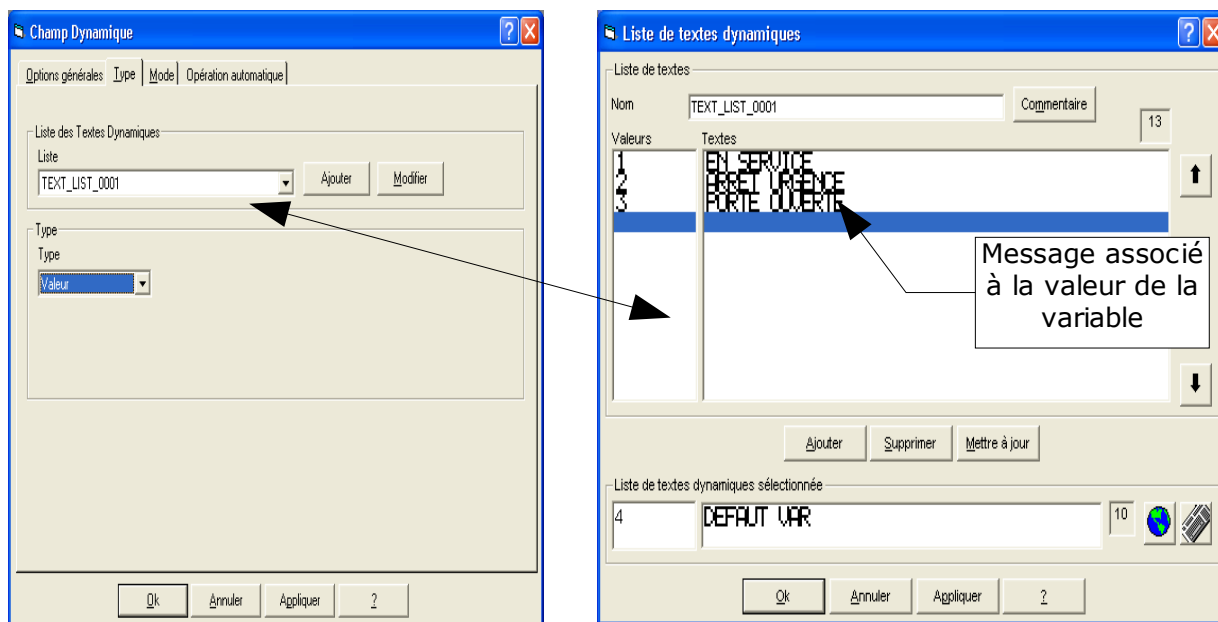 Champ Dynamique
?
Options générales Type Mode Opération automatique
Liste des Textes Dynamiques
Liste
TEXT_LIST_0001 Ajouter Modifier
Type
Type
Valeur
Ok Annuler Appliquer ?
Liste de textes dynamiques
?
Liste de textes
Nom TEXT_LIST_0001 Commentaire
13
Valeurs Textes
1 EN SERVICE
2 ARRET URGENCE
3 PORTE OUVERTE
Message associé
à la valeur de la
variable
Ajouter Supprimer Mettre à jour
Liste de textes dynamiques sélectionnée
4 DEFAUT VAR 10
Ok Annuler Appliquer ?